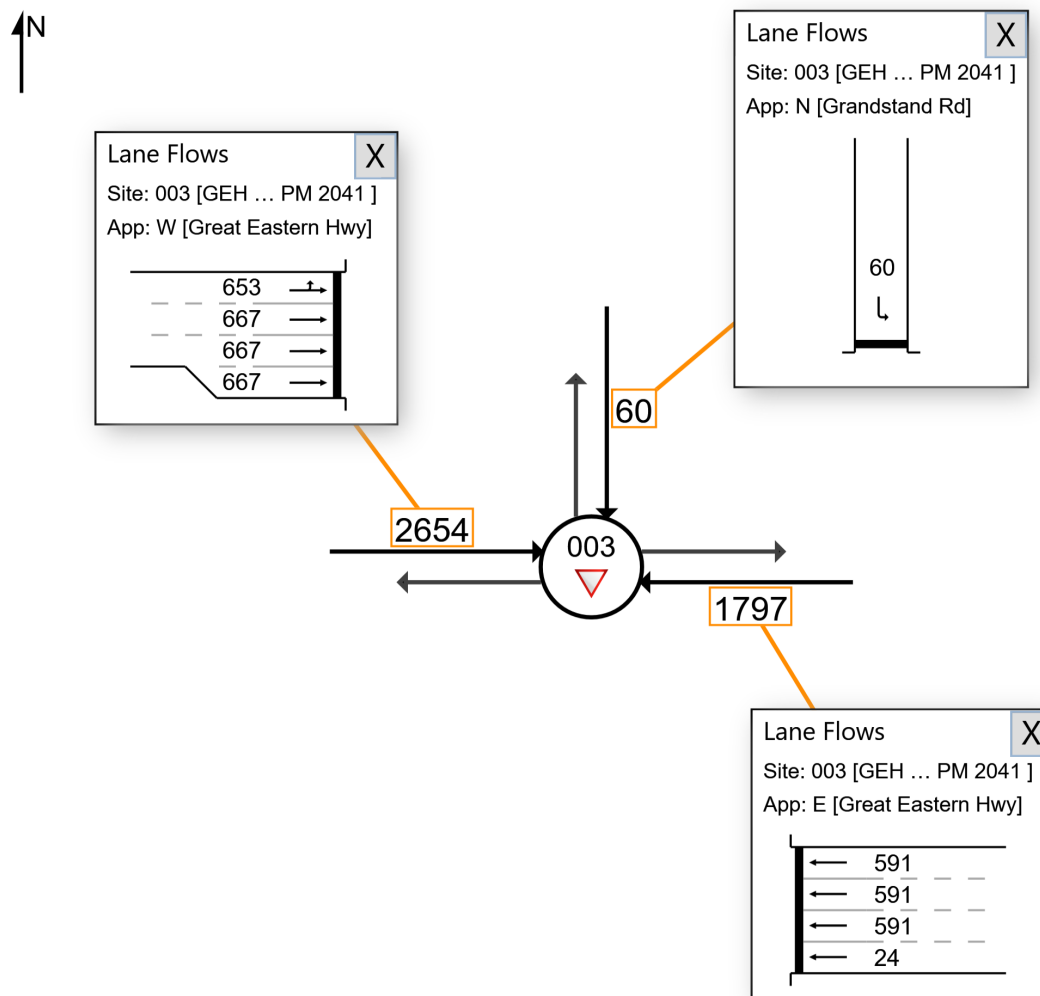 N
Lane Flows X
Site: 003 [GEH ... PM 2041 ]
App: N [Grandstand Rd]
60
Lane Flows X
Site: 003 [GEH ... PM 2041 ]
App: W [Great Eastern Hwy]
653
667
667
667
60
2654
003
1797
Lane Flows X
Site: 003 [GEH ... PM 2041 ]
App: E [Great Eastern Hwy]
591
591
591
24